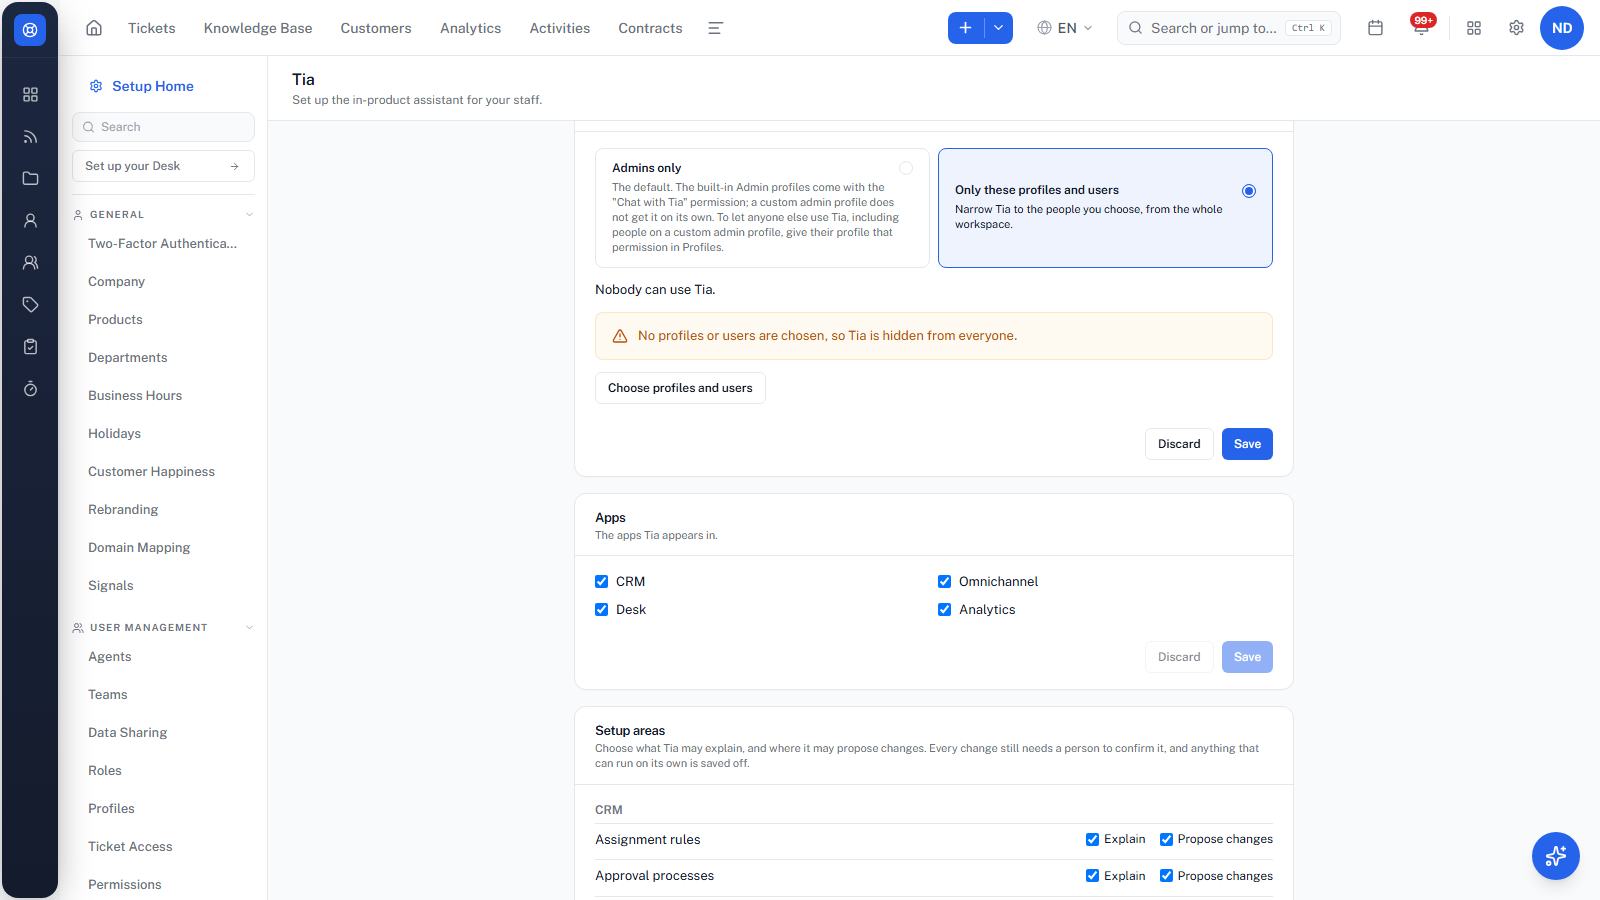 Tickets
Knowledge Base
Customers
Analytics
Activities
Contracts
EN
Search or jump to...
Ctrl K
99+
ND
Setup Home
Search
Set up your Desk
GENERAL
Two-Factor Authentica...
Company
Products
Departments
Business Hours
Holidays
Customer Happiness
Rebranding
Domain Mapping
Signals
USER MANAGEMENT
Agents
Teams
Data Sharing
Roles
Profiles
Ticket Access
Permissions
Tia
Set up the in-product assistant for your staff.
Admins only
The default. The built-in Admin profiles come with the
"Chat with Tia" permission; a custom admin profile does
not get it on its own. To let anyone else use Tia, including
people on a custom admin profile, give their profile that
permission in Profiles.
Only these profiles and users
Narrow Tia to the people you choose, from the whole
workspace.
Nobody can use Tia.
No profiles or users are chosen, so Tia is hidden from everyone.
Choose profiles and users
Discard
Save
Apps
The apps Tia appears in.
CRM
Omnichannel
Desk
Analytics
Discard
Save
Setup areas
Choose what Tia may explain, and where it may propose changes. Every change still needs a person to confirm it, and anything that
can run on its own is saved off.
CRM
Assignment rules
Explain
Propose changes
Approval processes
Explain
Propose changes